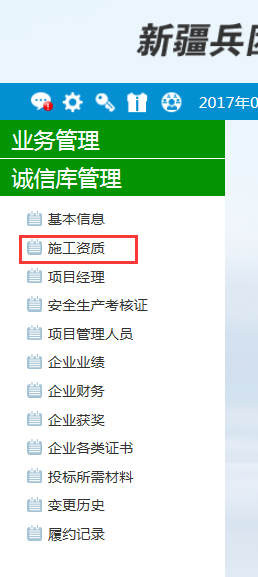 新疆兵团
2017年0
业务管理
诚信库管理
基本信息
施工资质
项目经理
安全生产考核证
项目管理人员
企业业绩
企业财务
企业获奖
企业各类证书
投标所需材料
变更历史
履约记录